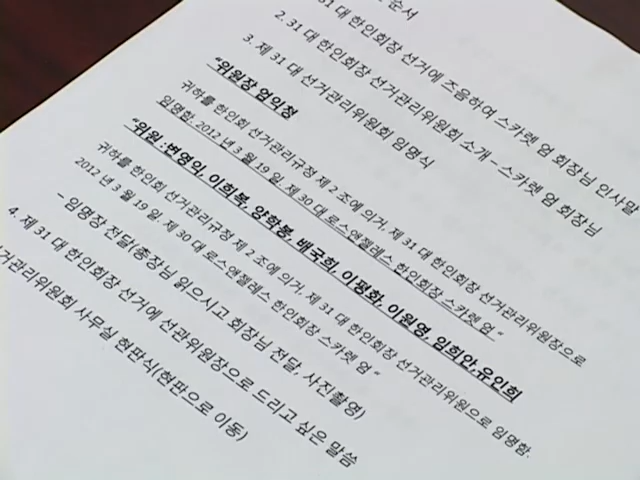 순서
31 대 한인회장 선거에 즈음하여 스카렛 엄 회장님 인사말
2. 31 대 한인회장 선거관리위원회 소개 – 스카렛 엄 회장님
3. 제 31 대 선거관리위원회 임명식
“위원장 엄익청
귀하를 한인회 선거관리규정 제 2 조에 의거, 제 31 대 한인회장 선거관리위원장으로
임명함. 2012 년 3 월 19 일. 제 30 대 로스앤젤레스 한인회장 스카렛 엄 “
“위원 :변영익, 이희복, 양학봉, 배국희, 이평화, 이원영, 임희안,유인희
귀하를 한인회 선거관리규정 제 2 조에 의거, 제 31 대 한인회장 선거관리위원으로 임명함.
2012 년 3 월 19 일. 제 30 대 로스앤젤레스 한인회장 스카렛 엄 “
– 임명장 전달(총장님 읽으시고 회장님 전달, 사진촬영)
4. 제 31 대 한인회장 선거에 선관위원장으로 드리고 싶은 말씀
거관리위원회 사무실 현판식(현판으로 이동)